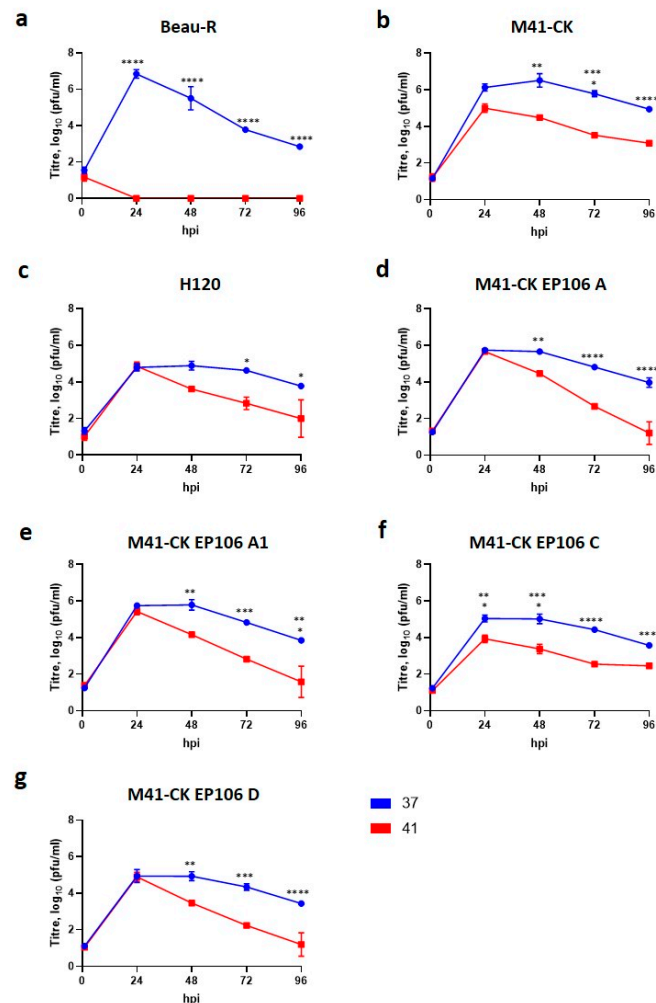 a
Beau-R
Titre, log10 (pfu/ml)
8
6
4
2
0
****
****
****
****
0 24 48 72 96
hpi
b
M41-CK
Titre, log10 (pfu/ml)
8
6
4
2
0
**
***
*
****
0 24 48 72 96
hpi
c
H120
Titre, log10 (pfu/ml)
8
6
4
2
0
*
*
0 24 48 72 96
hpi
d
M41-CK EP106 A
Titre, log10 (pfu/ml)
8
6
4
2
0
**
****
****
0 24 48 72 96
hpi
e
M41-CK EP106 A1
Titre, log10 (pfu/ml)
8
6
4
2
0
**
***
**
*
0 24 48 72 96
hpi
f
M41-CK EP106 C
Titre, log10 (pfu/ml)
8
6
4
2
0
**
*
***
*
****
***
0 24 48 72 96
hpi
g
M41-CK EP106 D
Titre, log10 (pfu/ml)
8
6
4
2
0
**
***
****
0 24 48 72 96
hpi
37
41